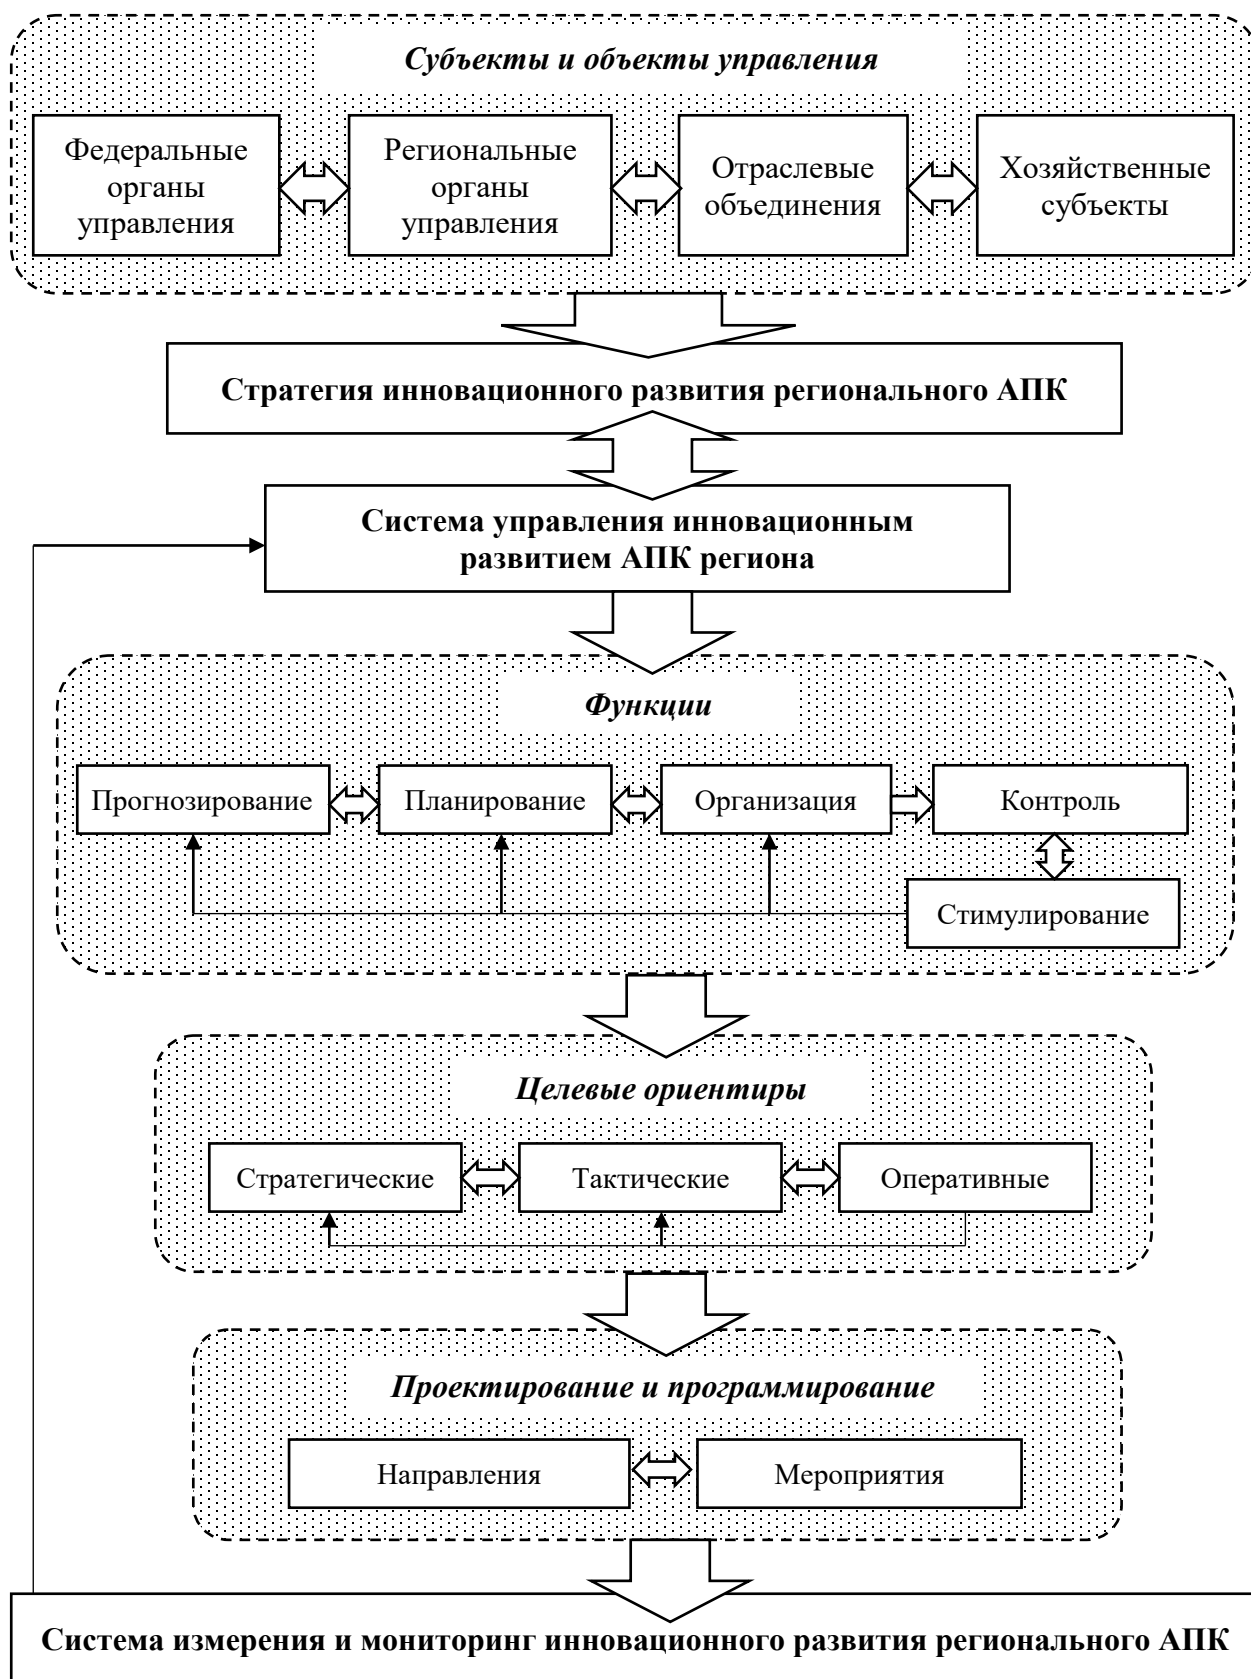 Субъекты и объекты управления
Федеральные
органы
управления
Региональные
органы
управления
Отраслевые
объединения
Хозяйственные
субъекты
Стратегия инновационного развития регионального АПК
Система управления инновационным
развитием АПК региона
Функции
Прогнозирование
Планирование
Организация
Контроль
Стимулирование
Целевые ориентиры
Стратегические
Тактические
Оперативные
Проектирование и программирование
Направления
Мероприятия
Система измерения и мониторинг инновационного развития регионального АПК